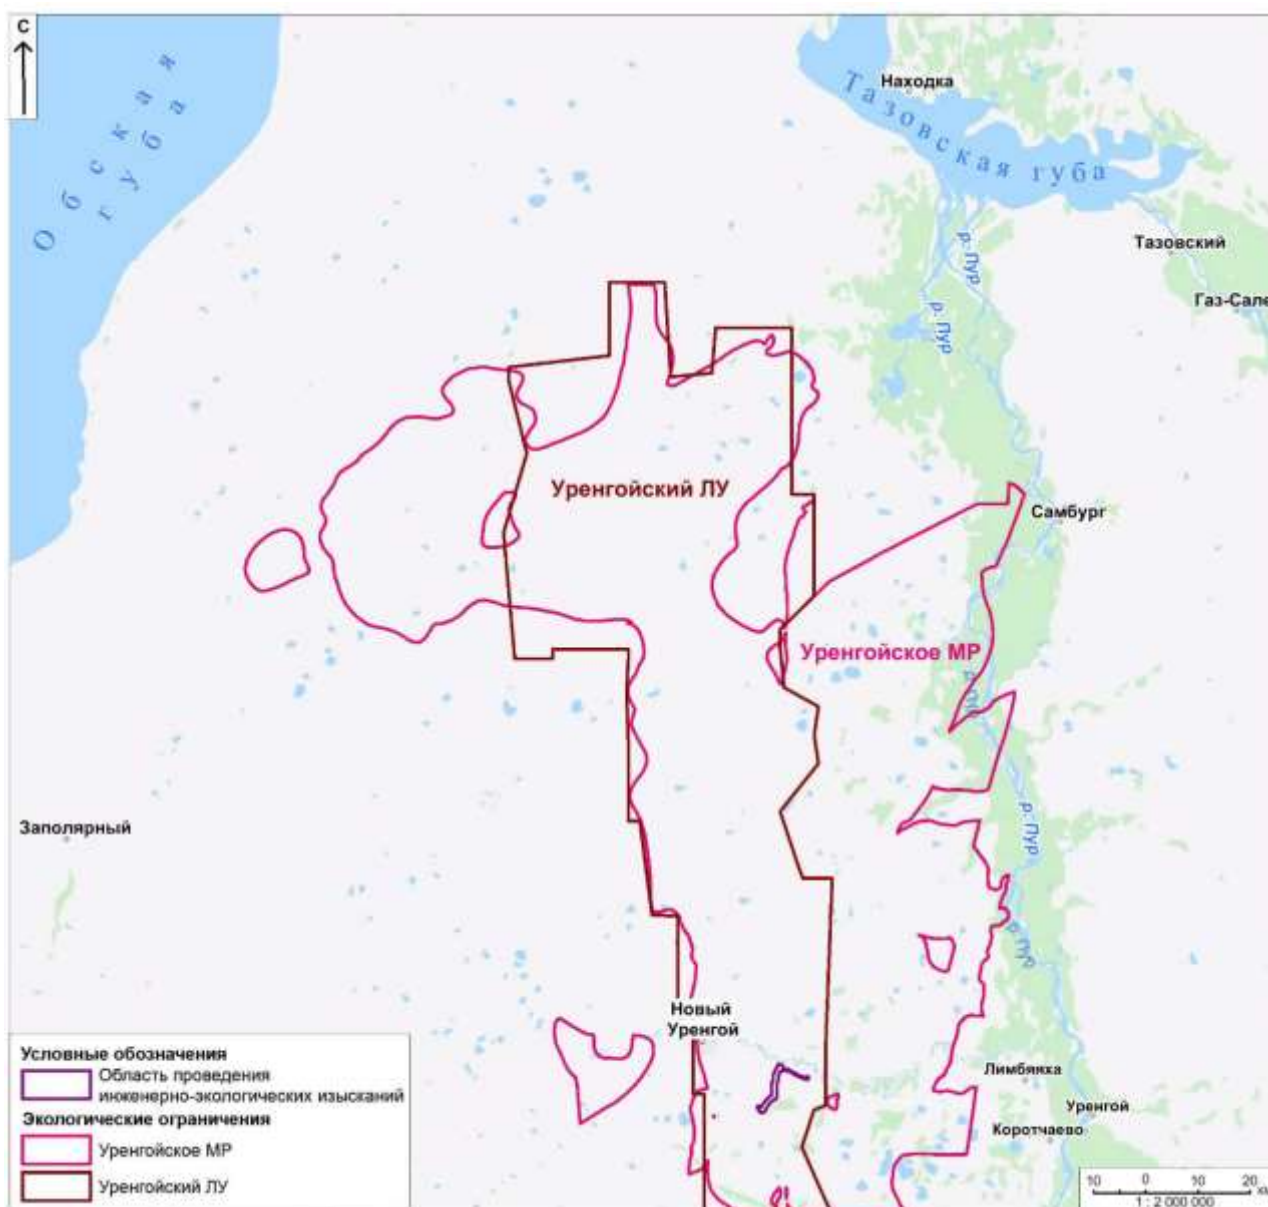 С
Обская
губа
Находка
Тазовская губа
р. Пур
Тазовский
р. Пур
Газ-Сале
Уренгойский ЛУ
Самбург
Уренгойское МР
р. Пур
Заполярный
р. Пур
Новый
Уренгой
Лимбяяха
Уренгой
Коротчаево
Условные обозначения
Область проведения
инженерно-экологических изысканий
Экологические ограничения
Уренгойское МР
Уренгойский ЛУ
10 0 10 20
1 : 2 000 000